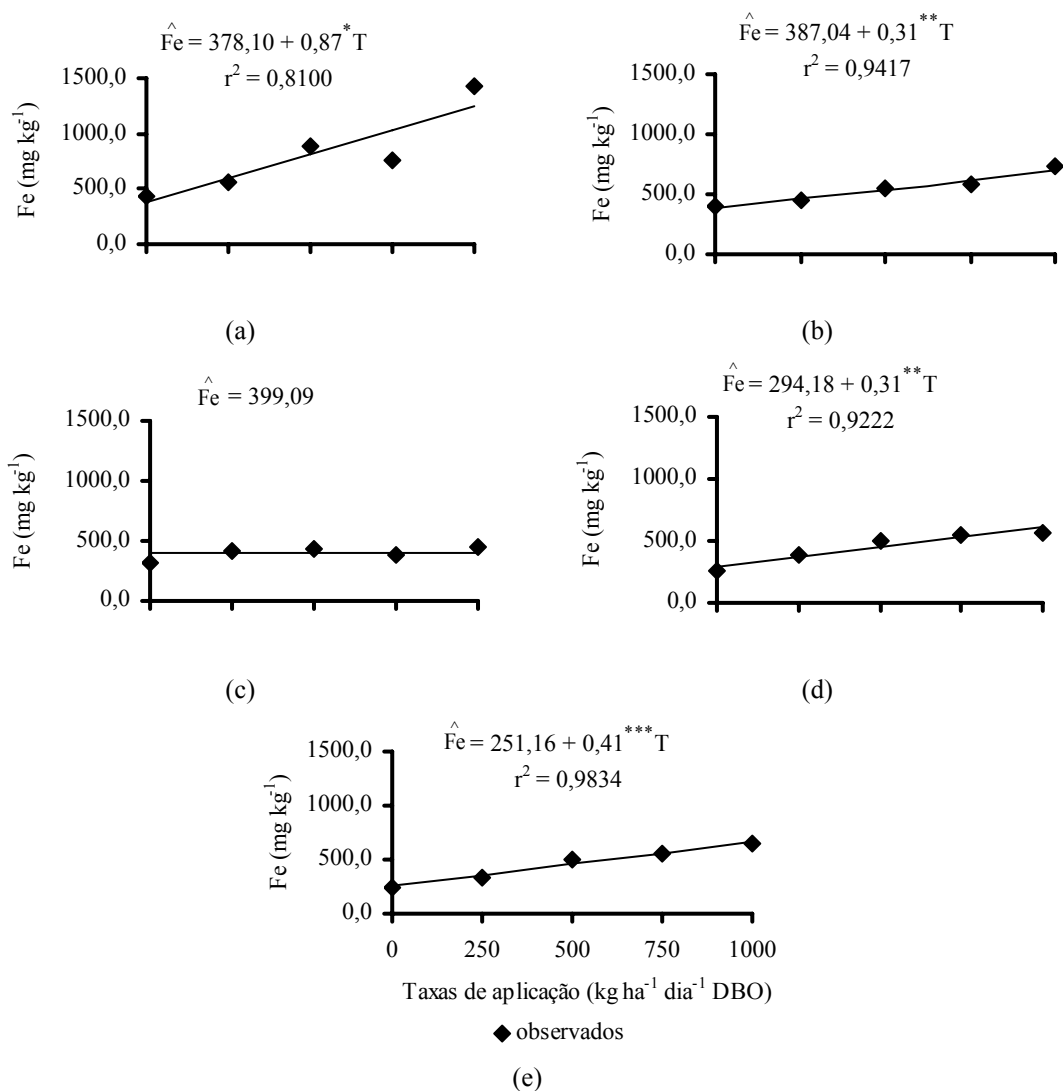 F̂e = 378,10 + 0,87*T
r² = 0,8100
1500,0
1000,0
500,0
0,0
Fe (mg kg⁻¹)
(a)
F̂e = 387,04 + 0,31**T
r² = 0,9417
1500,0
1000,0
500,0
0,0
Fe (mg kg⁻¹)
(b)
F̂e = 399,09
1500,0
1000,0
500,0
0,0
Fe (mg kg⁻¹)
(c)
F̂e = 294,18 + 0,31**T
r² = 0,9222
1500,0
1000,0
500,0
0,0
Fe (mg kg⁻¹)
(d)
F̂e = 251,16 + 0,41***T
r² = 0,9834
1500,0
1000,0
500,0
0,0
Fe (mg kg⁻¹)
0 250 500 750 1000
Taxas de aplicação (kg ha⁻¹ dia⁻¹ DBO)
observados
(e)